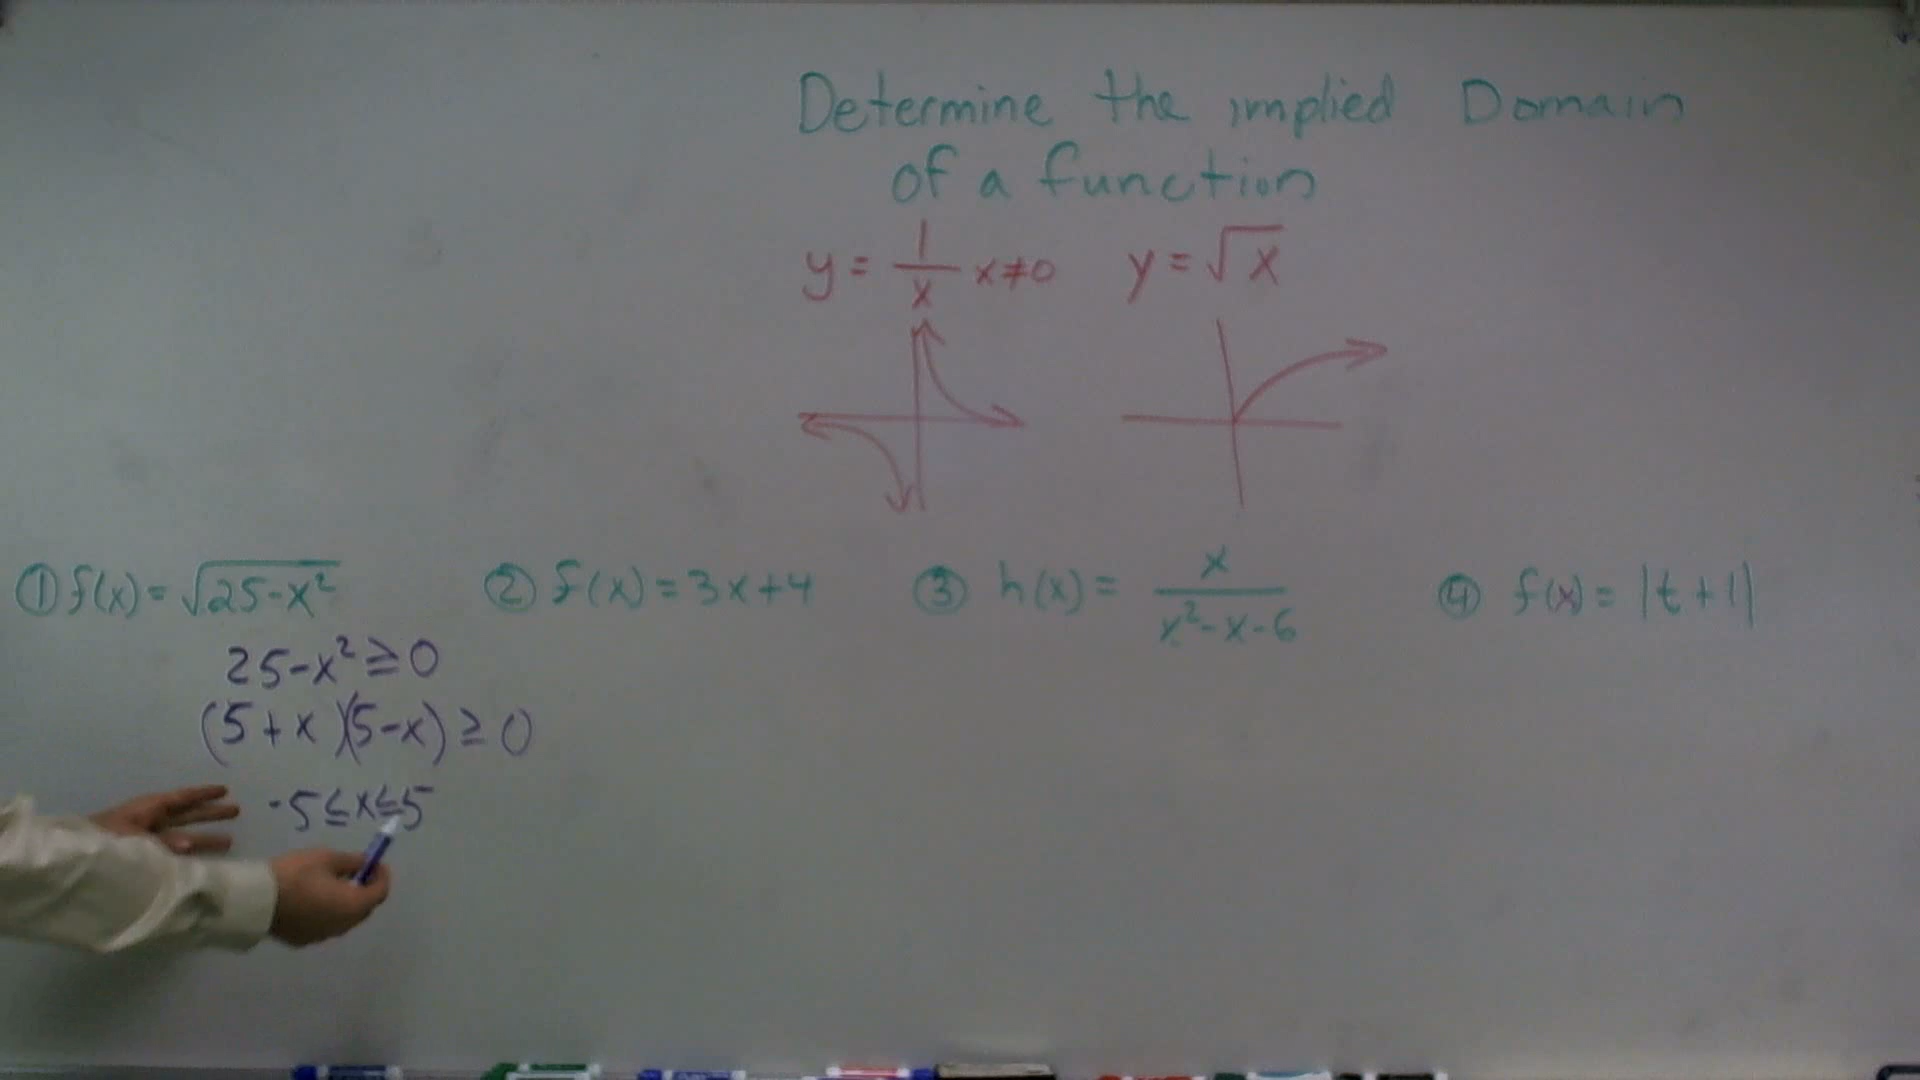 Determine the implied Domain
of a function
y = 1/x x≠0 y = √x
① f(x) = √25-x² ② f(x) = 3x+4 ③ h(x) = x/x²-x-6 ④ f(x) = |t+1|
25-x² ≥ 0
(5+x)(5-x) ≥ 0
-5≤x≤5